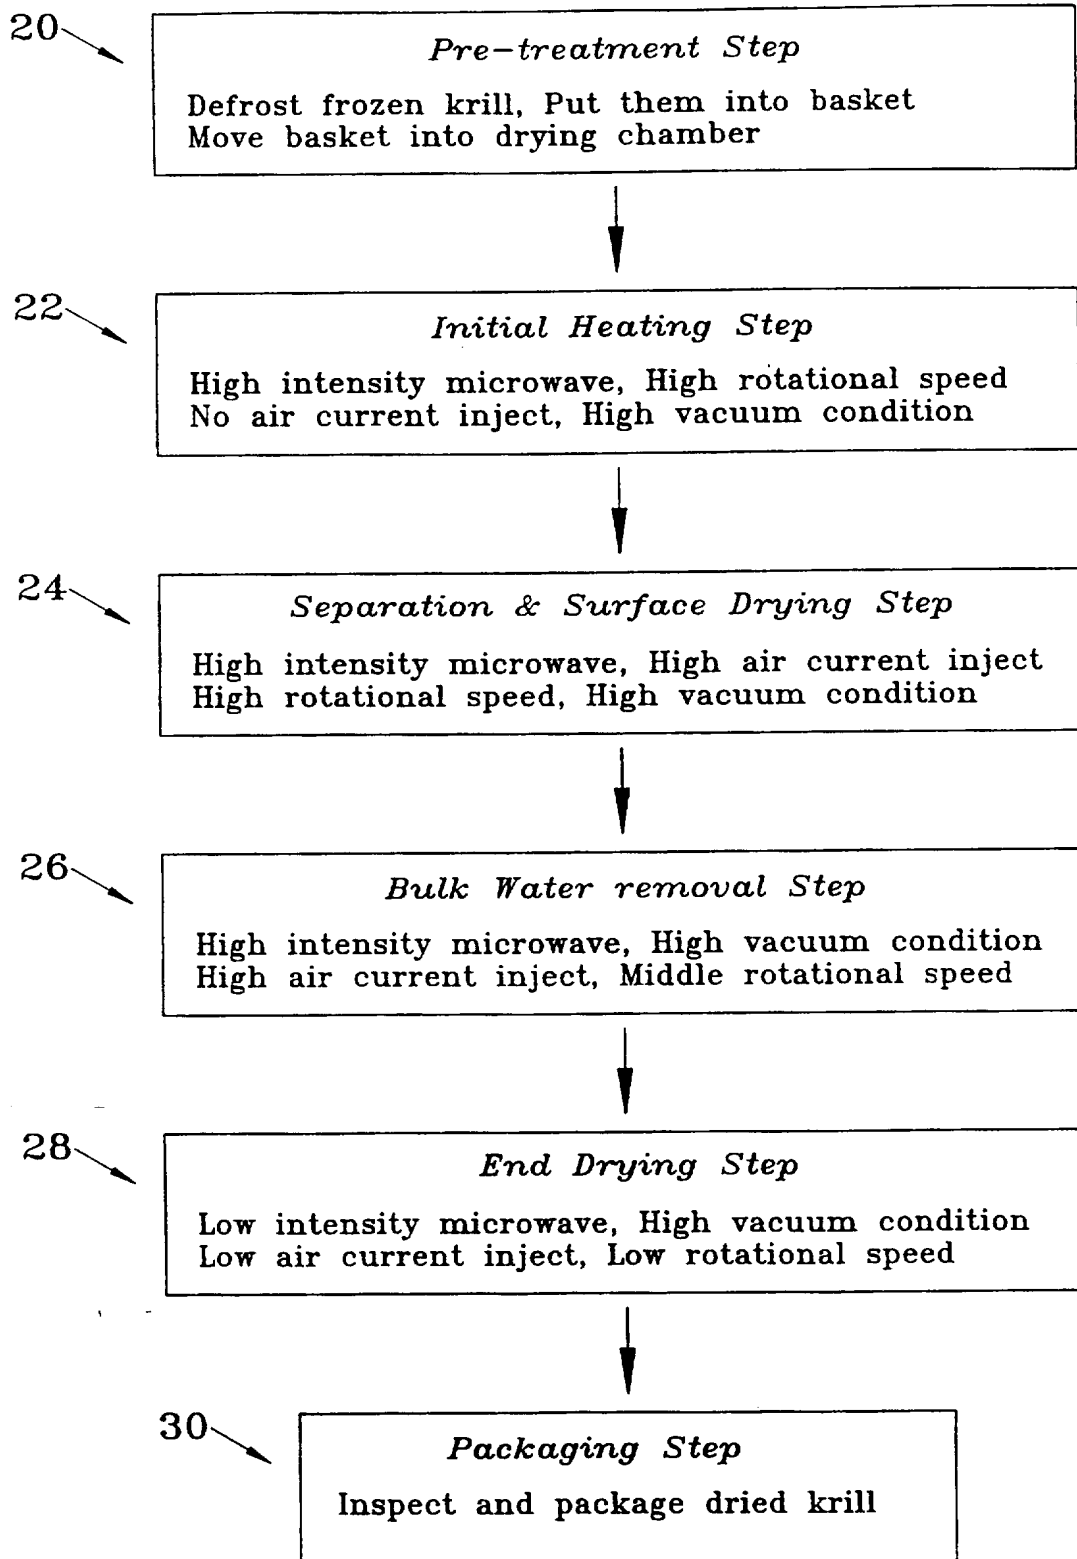 20
Pre-treatment Step
Defrost frozen krill, Put them into basket
Move basket into drying chamber
22
Initial Heating Step
High intensity microwave, High rotational speed
No air current inject, High vacuum condition
24
Separation & Surface Drying Step
High intensity microwave, High air current inject
High rotational speed, High vacuum condition
26
Bulk Water removal Step
High intensity microwave, High vacuum condition
High air current inject, Middle rotational speed
28
End Drying Step
Low intensity microwave, High vacuum condition
Low air current inject, Low rotational speed
30
Packaging Step
Inspect and package dried krill